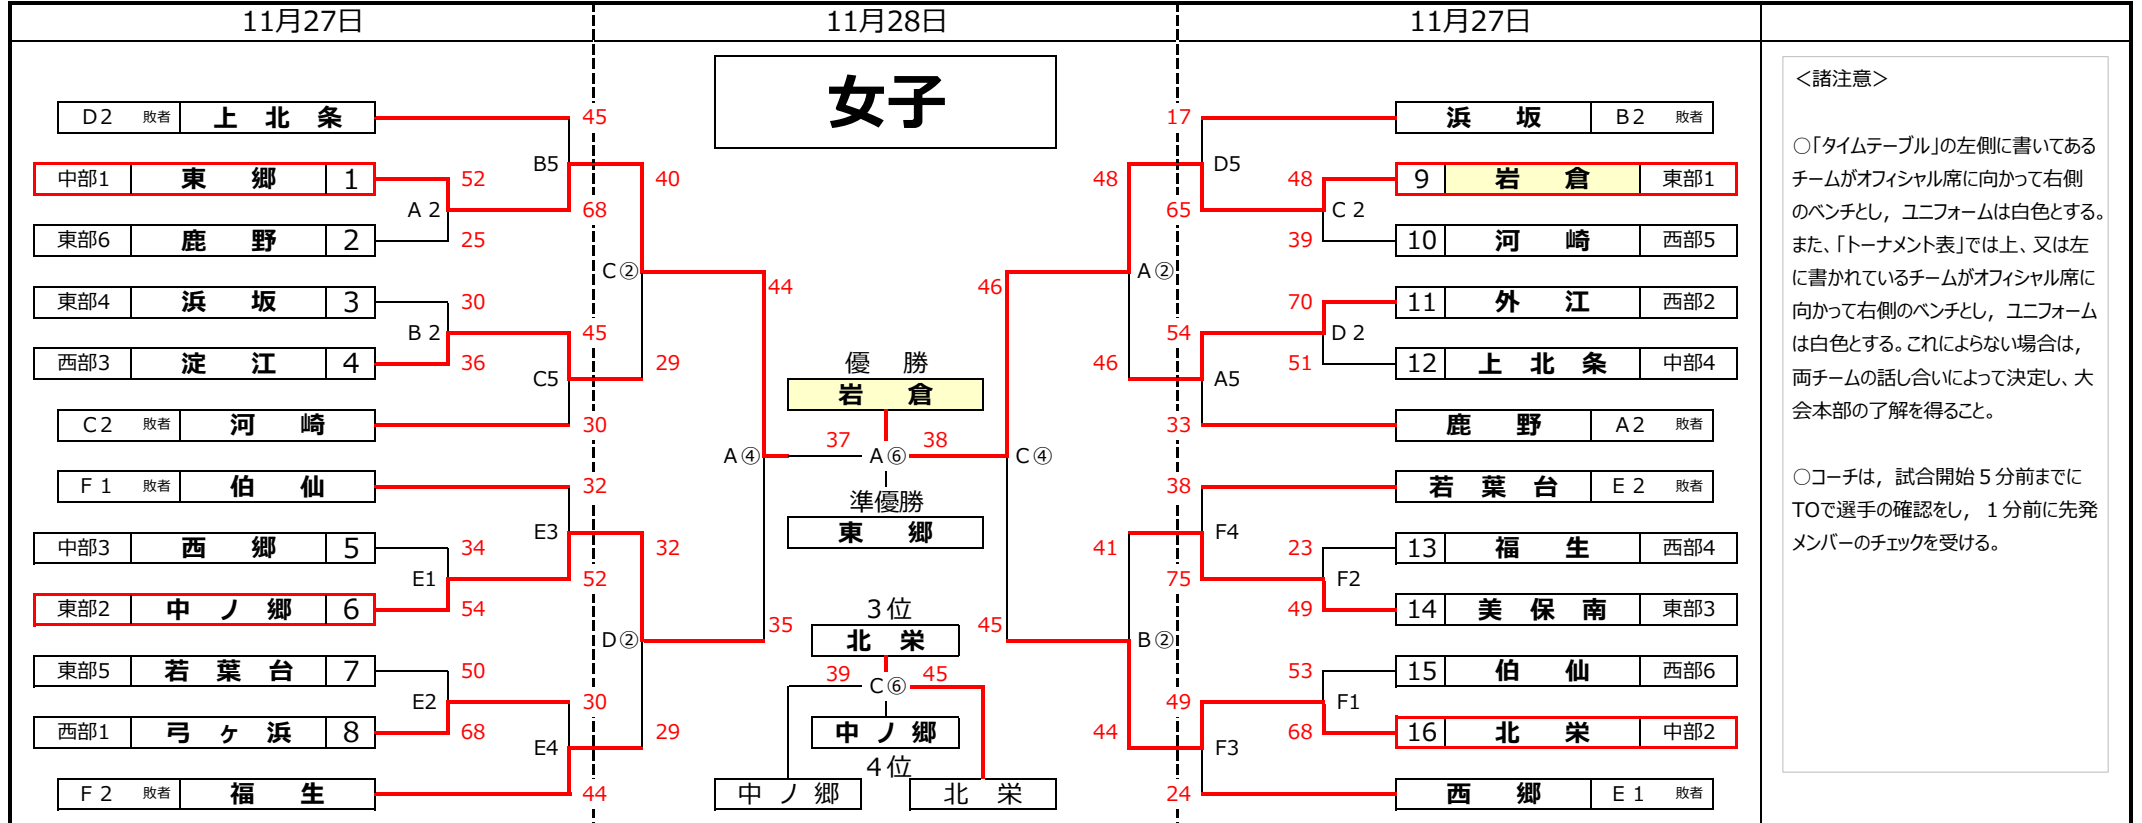 11月27日 11月28日 11月27日
女子
D2 敗者 上 北 条 45
B5
中部1 東 郷 1 52
A 2
68
東部6 鹿 野 2 25
40
C②
東部4 浜 坂 3 30
B 2
45
西部3 淀 江 4 36
29
C5
C2 敗者 河 崎 30
44
A④
F 1 敗者 伯 仙 32
E3
中部3 西 郷 5 34
E1
52
東部2 中 ノ 郷 6 54
32
D②
35
東部5 若 葉 台 7 50
E2
30
西部1 弓 ヶ 浜 8 68
29
E4
F 2 敗者 福 生 44
優 勝
岩 倉
37 A⑥ 38
準優勝
東 郷
3位
北 栄
39 C⑥ 45
中 ノ 郷
4位
中 ノ 郷 北 栄
17 浜 坂 B2 敗者
D5
48 9 岩 倉 東部1
C 2
65
39 10 河 崎 西部5
48
A②
46
70 11 外 江 西部2
D 2
54
51 12 上 北 条 中部4
46
A5
33 鹿 野 A2 敗者
C④
38 若 葉 台 E 2 敗者
F4
23 13 福 生 西部4
F2
75
49 14 美 保 南 東部3
41
B②
45
53 15 伯 仙 西部6
F1
49
68 16 北 栄 中部2
44
F3
24 西 郷 E 1 敗者
＜諸注意＞
○「タイムテーブル」の左側に書いてある
チームがオフィシャル席に向かって右側
のベンチとし，ユニフォームは白色とする。
また、「トーナメント表」では上、又は左
に書かれているチームがオフィシャル席に
向かって右側のベンチとし，ユニフォーム
は白色とする。これによらない場合は，
両チームの話し合いによって決定し、大
会本部の了解を得ること。
○コーチは，試合開始５分前までに
TOで選手の確認をし，１分前に先発
メンバーのチェックを受ける。